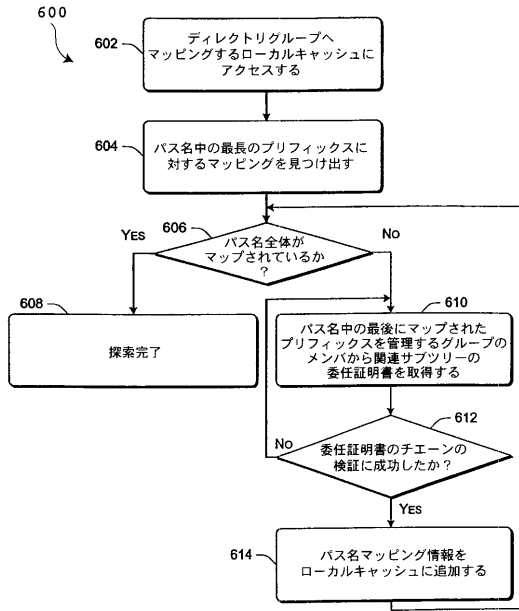 600
602
ディレクトリグループへ
マッピングするローカルキャッシュに
アクセスする
604
パス名中の最長のプリフィックスに
対するマッピングを見つけ出す
606
YES
パス名全体が
マップされているか
?
NO
608
探索完了
610
パス名中の最後にマップされた
プリフィックスを管理するグループの
メンバから関連サブツリーの
委任証明書を取得する
612
NO
委任証明書のチエーンの
検証に成功したか?
YES
614
パス名マッピング情報を
ローカルキャッシュに追加する